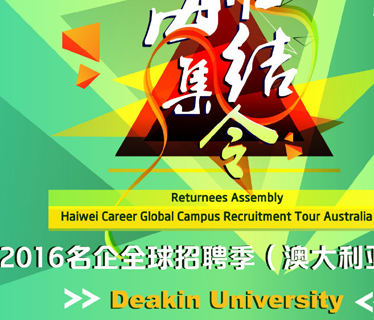 集结令
Returnees Assembly
Haiwei Career Global Campus Recruitment Tour Australia
2016名企全球招聘季（澳大利亚
>> Deakin University <